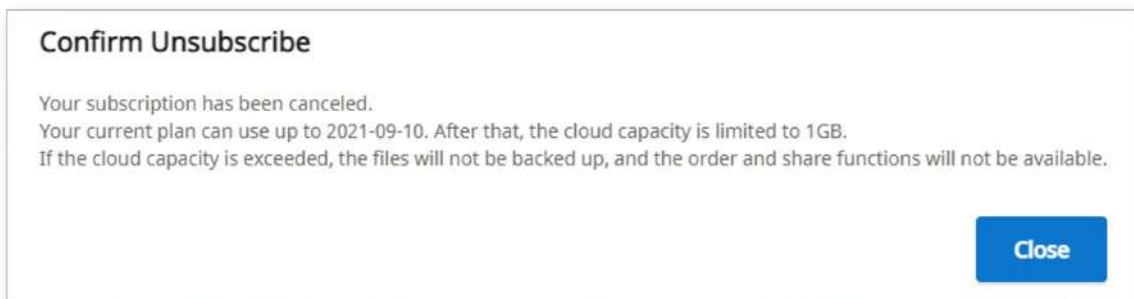 Confirm Unsubscribe
Your subscription has been canceled.
Your current plan can use up to 2021-09-10. After that, the cloud capacity is limited to 1GB.
If the cloud capacity is exceeded, the files will not be backed up, and the order and share functions will not be available.
Close